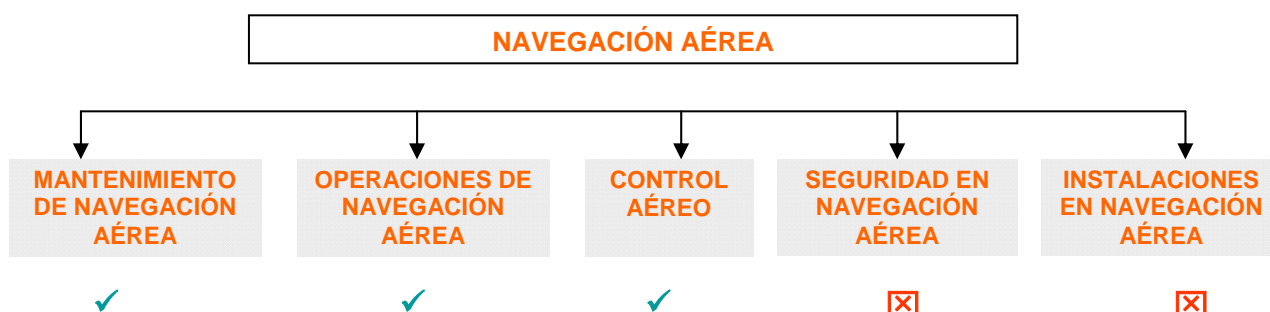 NAVEGACIÓN AÉREA
MANTENIMIENTO
DE NAVEGACIÓN
AÉREA
OPERACIONES DE
NAVEGACIÓN
AÉREA
CONTROL
AÉREO
SEGURIDAD EN
NAVEGACIÓN
AÉREA
INSTALACIONES
EN NAVEGACIÓN
AÉREA